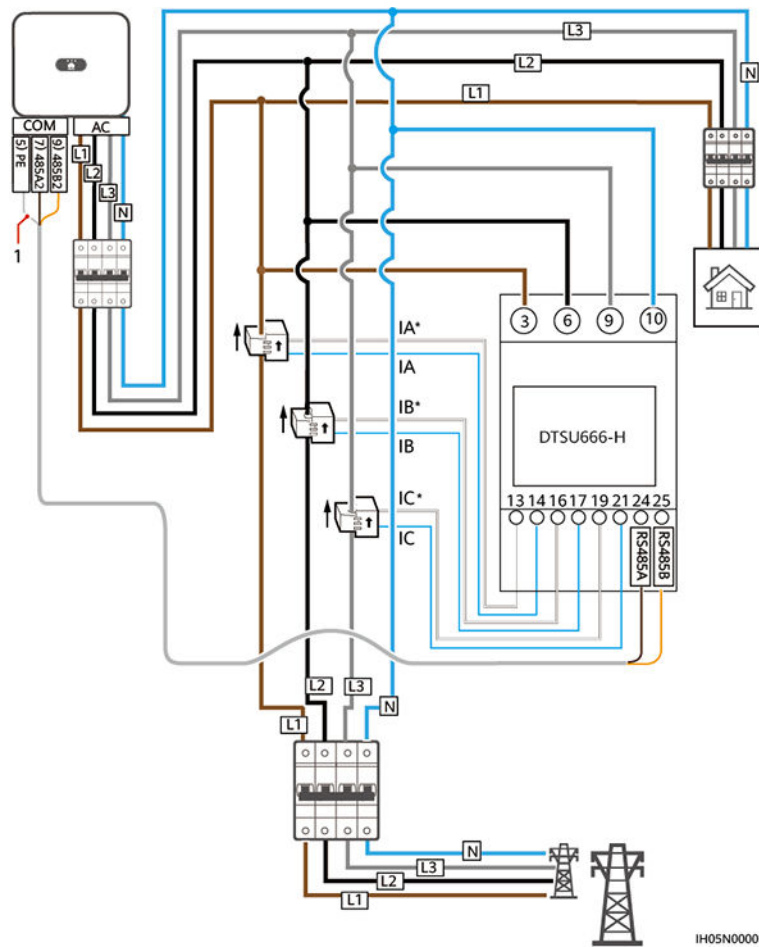 L3
L2
N
L1
COM
AC
5) PE
7) 485A2
9) 485B2
L1
L2
L3
N
1
3
6
9
10
IA*
IA
IB*
IB
IC*
IC
DTSU666-H
13 14 16 17 19 21 24 25
RS485A
RS485B
L2
L3
N
L1
N
L3
L2
L1
IH05N0000